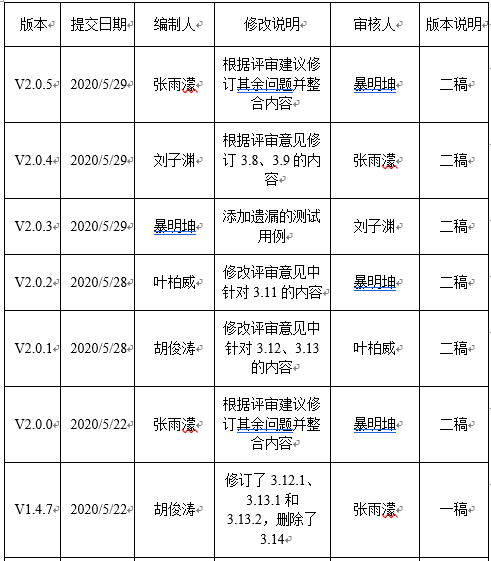 版本 提交日期 编制人 修改说明 审核人 版本说明
V2.0.5 2020/5/29 张雨濛 根据评审建议修 暴明坤 二稿
订其余问题并整
合内容
V2.0.4 2020/5/29 刘子渊 根据评审意见修 张雨濛 二稿
订 3.8、3.9 的内
容
V2.0.3 2020/5/29 暴明坤 添加遗漏的测试 刘子渊 二稿
用例
V2.0.2 2020/5/28 叶柏威 修改评审意见中 暴明坤 二稿
针对 3.11 的内容
V2.0.1 2020/5/28 胡俊涛 修改评审意见中 叶柏威 二稿
针对 3.12、3.13
的内容
V2.0.0 2020/5/22 张雨濛 根据评审建议修 暴明坤 二稿
订其余问题并整
合内容
V1.4.7 2020/5/22 胡俊涛 修订了 3.12.1、 张雨濛 一稿
3.13.1 和
3.13.2，删除了
3.14